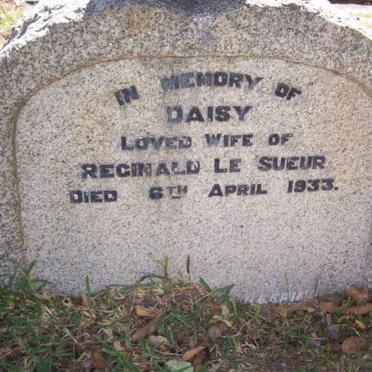 IN MEMORY OF
DAISY
LOVED WIFE OF
REGINALD LE SUEUR
DIED 6TH APRIL 1933.